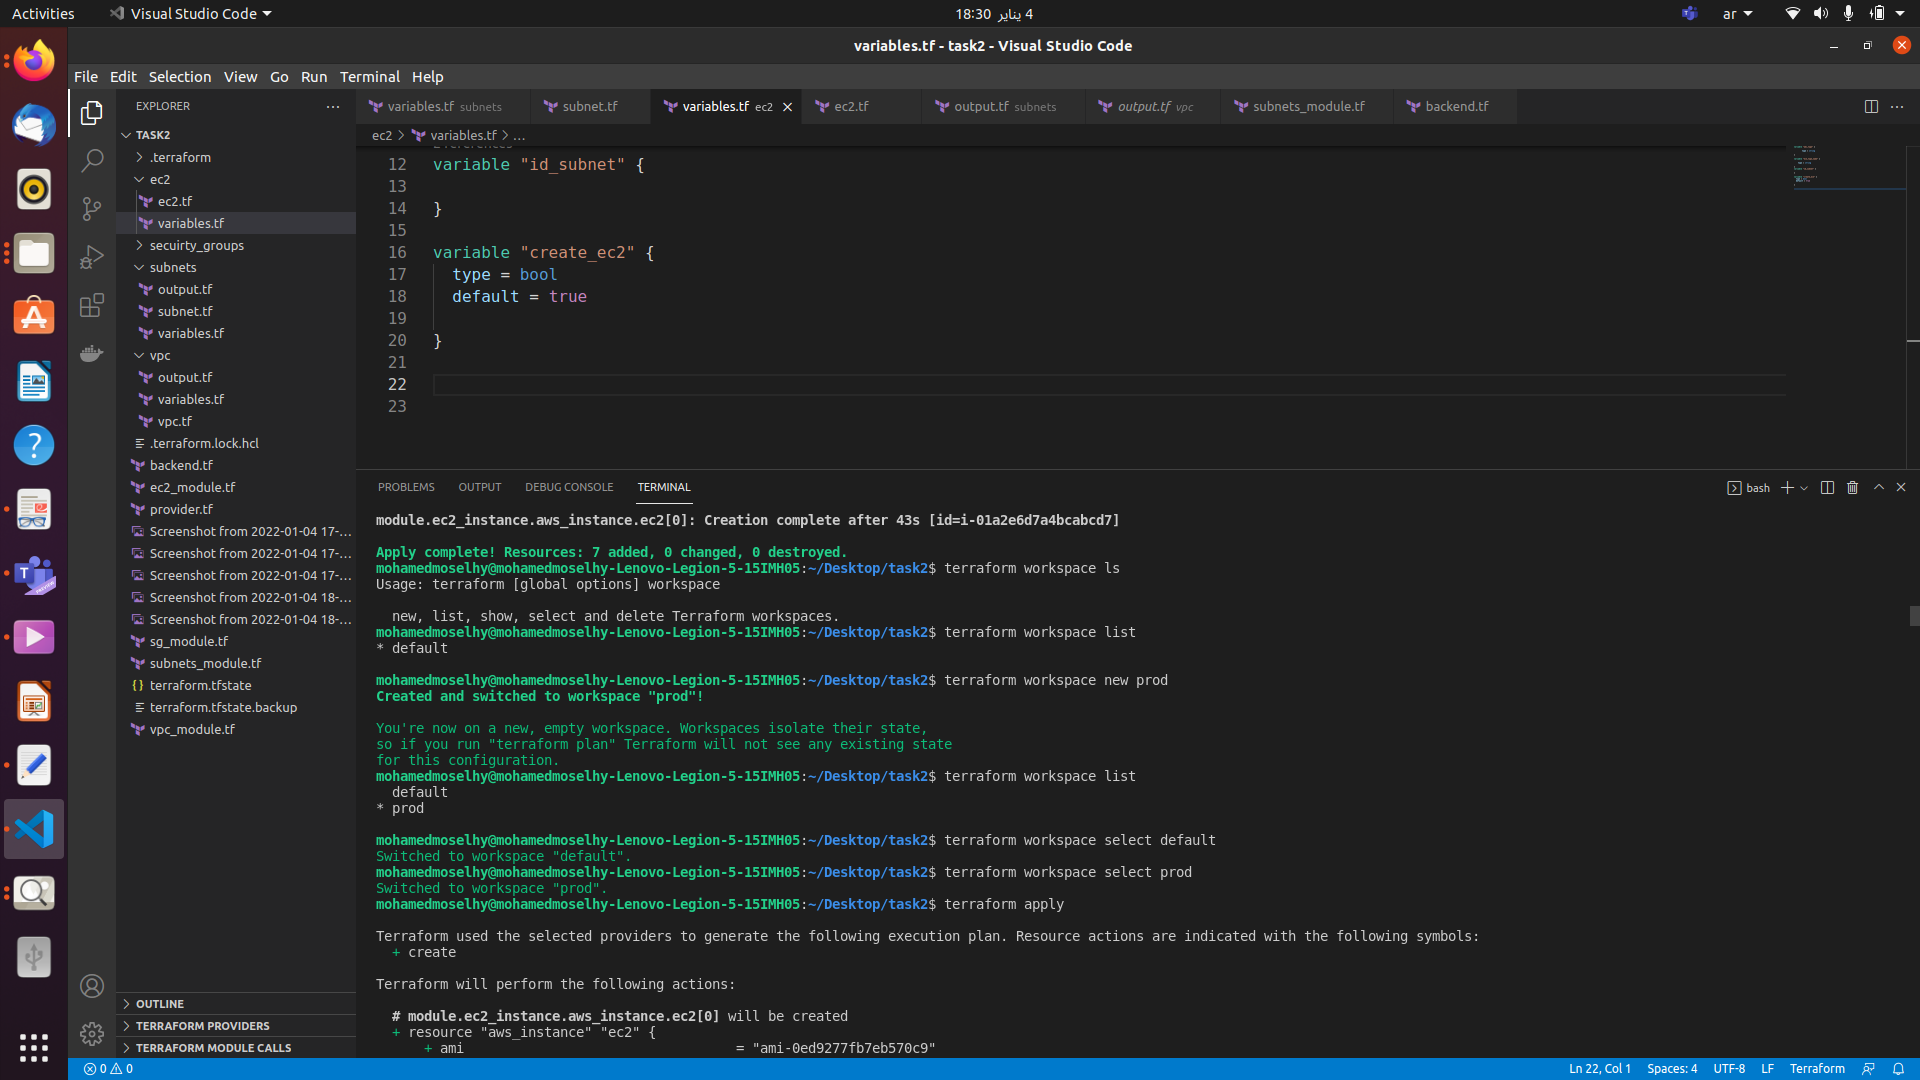 Activities
Visual Studio Code
4 يناير 18:30
ar
variables.tf - task2 - Visual Studio Code
File Edit Selection View Go Run Terminal Help
EXPLORER
TASK2
.terraform
ec2
ec2.tf
variables.tf
secuirty_groups
subnets
output.tf
subnet.tf
variables.tf
vpc
output.tf
variables.tf
vpc.tf
.terraform.lock.hcl
backend.tf
ec2_module.tf
provider.tf
Screenshot from 2022-01-04 17-...
Screenshot from 2022-01-04 17-...
Screenshot from 2022-01-04 17-...
Screenshot from 2022-01-04 18-...
Screenshot from 2022-01-04 18-...
sg_module.tf
subnets_module.tf
terraform.tfstate
terraform.tfstate.backup
vpc_module.tf
OUTLINE
TERRAFORM PROVIDERS
TERRAFORM MODULE CALLS
variables.tf subnets
subnet.tf
variables.tf ec2
ec2.tf
output.tf subnets
output.tf vpc
subnets_module.tf
backend.tf
ec2 > variables.tf > ...
12 variable "id_subnet" {
13
14 }
15
16 variable "create_ec2" {
17 type = bool
18 default = true
19
20 }
21
22
23
PROBLEMS OUTPUT DEBUG CONSOLE TERMINAL
bash
module.ec2_instance.aws_instance.ec2[0]: Creation complete after 43s [id=i-01a2e6d7a4bcabcd7]
Apply complete! Resources: 7 added, 0 changed, 0 destroyed.
mohamedmoselhy@mohamedmoselhy-Lenovo-Legion-5-15IMH05:~/Desktop/task2$ terraform workspace ls
Usage: terraform [global options] workspace
new, list, show, select and delete Terraform workspaces.
mohamedmoselhy@mohamedmoselhy-Lenovo-Legion-5-15IMH05:~/Desktop/task2$ terraform workspace list
* default
mohamedmoselhy@mohamedmoselhy-Lenovo-Legion-5-15IMH05:~/Desktop/task2$ terraform workspace new prod
Created and switched to workspace "prod"!
You're now on a new, empty workspace. Workspaces isolate their state,
so if you run "terraform plan" Terraform will not see any existing state
for this configuration.
mohamedmoselhy@mohamedmoselhy-Lenovo-Legion-5-15IMH05:~/Desktop/task2$ terraform workspace list
default
* prod
mohamedmoselhy@mohamedmoselhy-Lenovo-Legion-5-15IMH05:~/Desktop/task2$ terraform workspace select default
Switched to workspace "default".
mohamedmoselhy@mohamedmoselhy-Lenovo-Legion-5-15IMH05:~/Desktop/task2$ terraform workspace select prod
Switched to workspace "prod".
mohamedmoselhy@mohamedmoselhy-Lenovo-Legion-5-15IMH05:~/Desktop/task2$ terraform apply
Terraform used the selected providers to generate the following execution plan. Resource actions are indicated with the following symbols:
+ create
Terraform will perform the following actions:
# module.ec2_instance.aws_instance.ec2[0] will be created
+ resource "aws_instance" "ec2" {
+ ami = "ami-0ed9277fb7eb570c9"
0 0
Ln 22, Col 1 Spaces: 4 UTF-8 LF Terraform